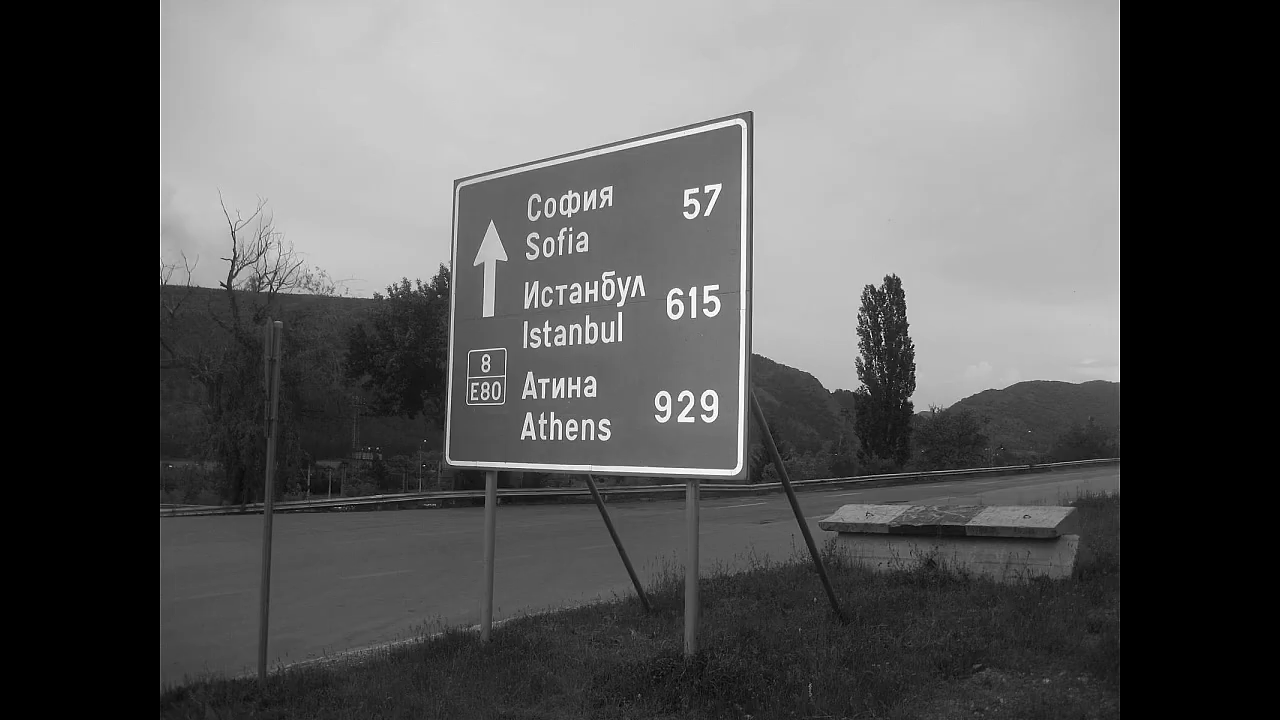 София 57
Sofia
Истанбул 615
Istanbul
8
E80
Атина 929
Athens